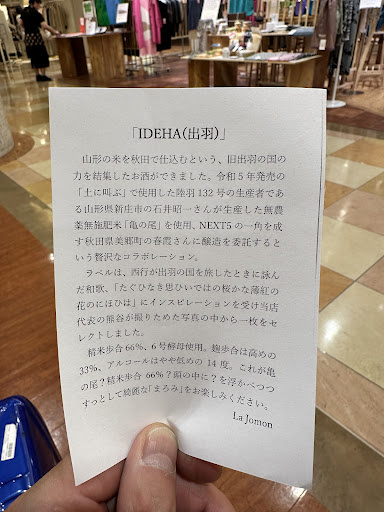 「IDEHA(出羽)」
山形の米を秋田で仕込むという、旧出羽の国の
力を結集したお酒ができました。令和5年発売の
「土に叫ぶ」で使用した陸羽132号の生産者であ
る山形県新庄市の石井昭一さんが生産した無農
薬無施肥米「亀の尾」を使用、NEXT5の一角を成
す秋田県美郷町の春霞さんに醸造を委託すると
いう贅沢なコラボレーション。
ラベルは、西行が出羽の国を旅したときに詠ん
だ和歌、「たぐひなき思ひいではの桜かな薄紅の
花のにほひは」にインスピレーションを受け当店
代表の熊谷が撮りためた写真の中から一枚をセ
レクトしました。
精米歩合66%、6号酵母使用。麹歩合は高めの
33%、アルコールはやや低めの14度。これが亀
の尾？精米歩合66%？頭の中に？を浮かべつつ
すっとして綺麗な「まろみ」をお楽しみください。
La Jomon